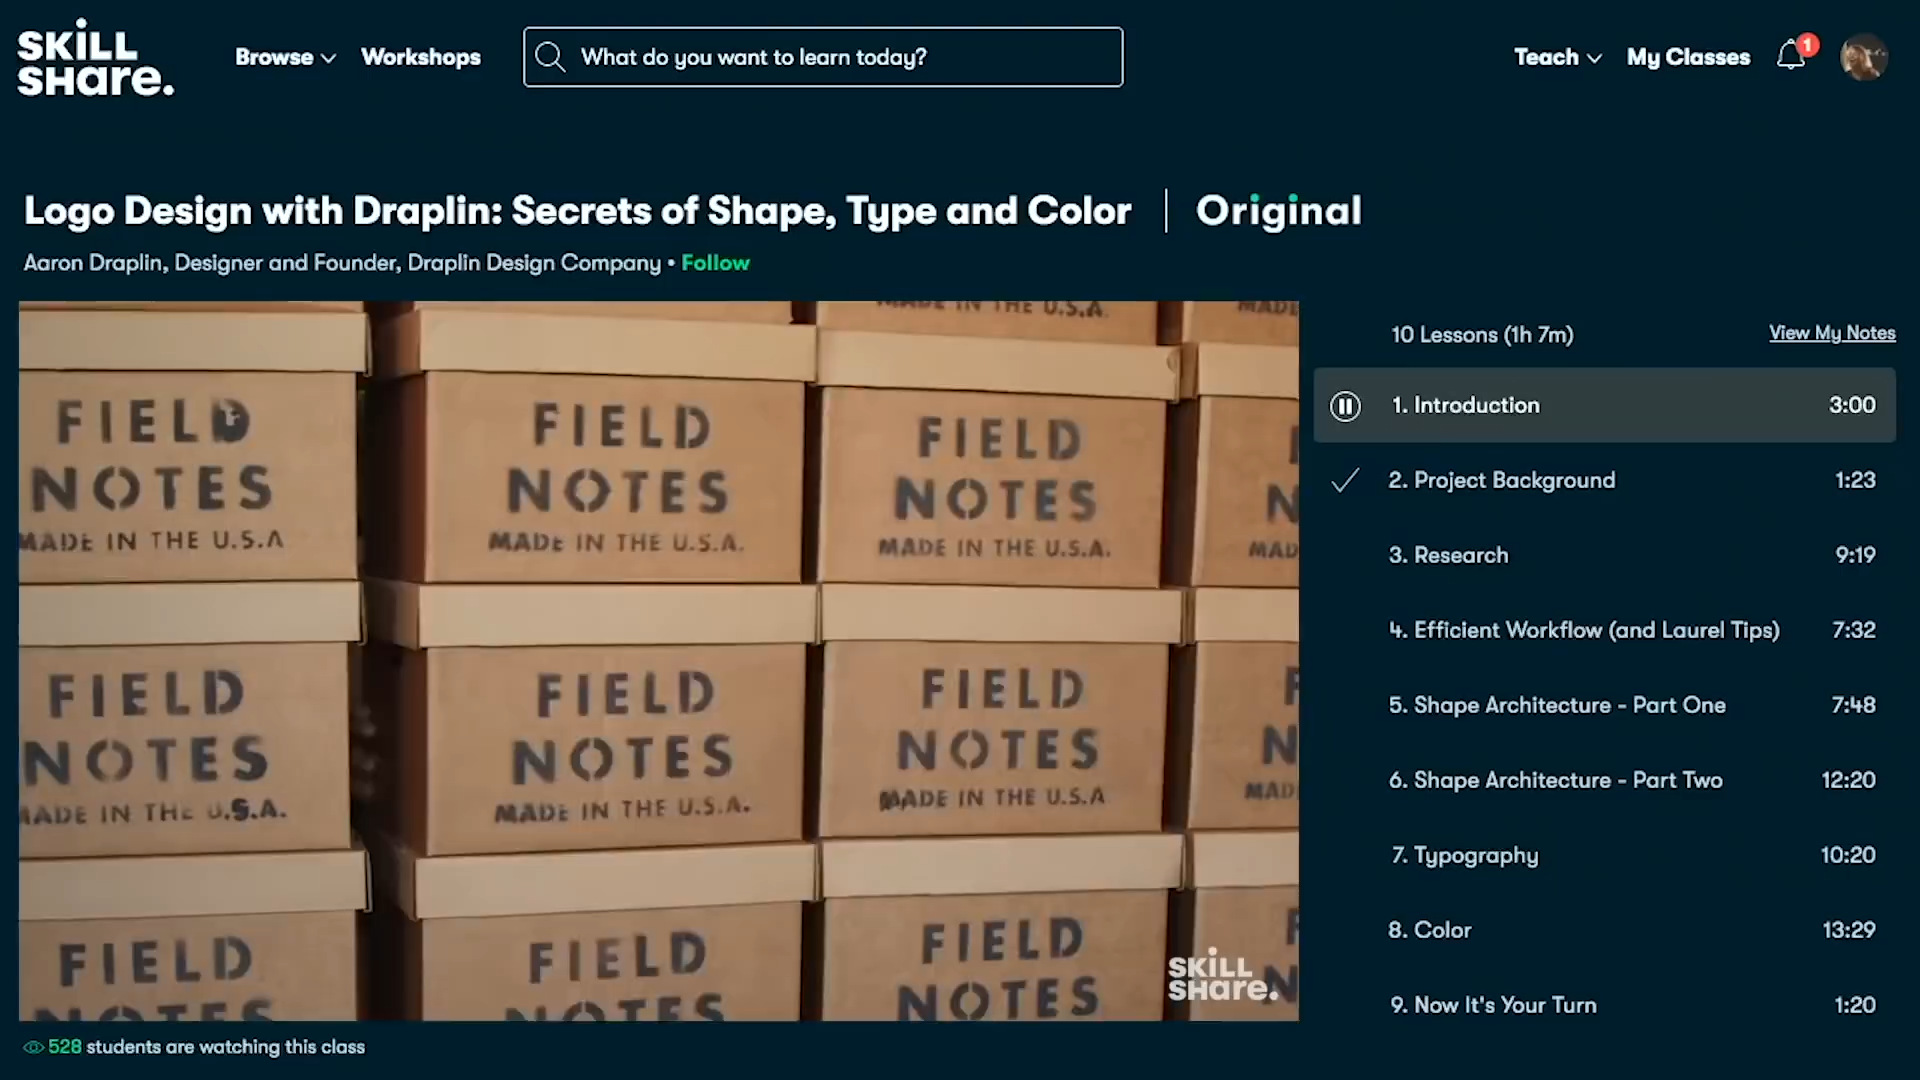 SKILL
SHare.
Browse
Workshops
What do you want to learn today?
Teach
My Classes
1
Logo Design with Draplin: Secrets of Shape, Type and Color | Original
Aaron Draplin, Designer and Founder, Draplin Design Company • Follow
MADE IN THE U.S.A.
10 Lessons (1h 7m)
View My Notes
1. Introduction 3:00
2. Project Background 1:23
3. Research 9:19
4. Efficient Workflow (and Laurel Tips) 7:32
5. Shape Architecture - Part One 7:48
6. Shape Architecture - Part Two 12:20
7. Typography 10:20
8. Color 13:29
9. Now It's Your Turn 1:20
FIELD
NOTES
MADE IN THE U.S.A
FIELD
NOTES
MADE IN THE U.S.A.
FIELD
NOTES
MADE IN THE U.S.A.
FIELD
NOTES
MADE IN THE U.S.A.
FIELD
NOTES
MADE IN THE U.S.A.
FIELD
NOTES
MADE IN THE U.S.A
FIELD
NOTES
FIELD
NOTES
FIELD
NOTES
SKILL
SHare.
528 students are watching this class